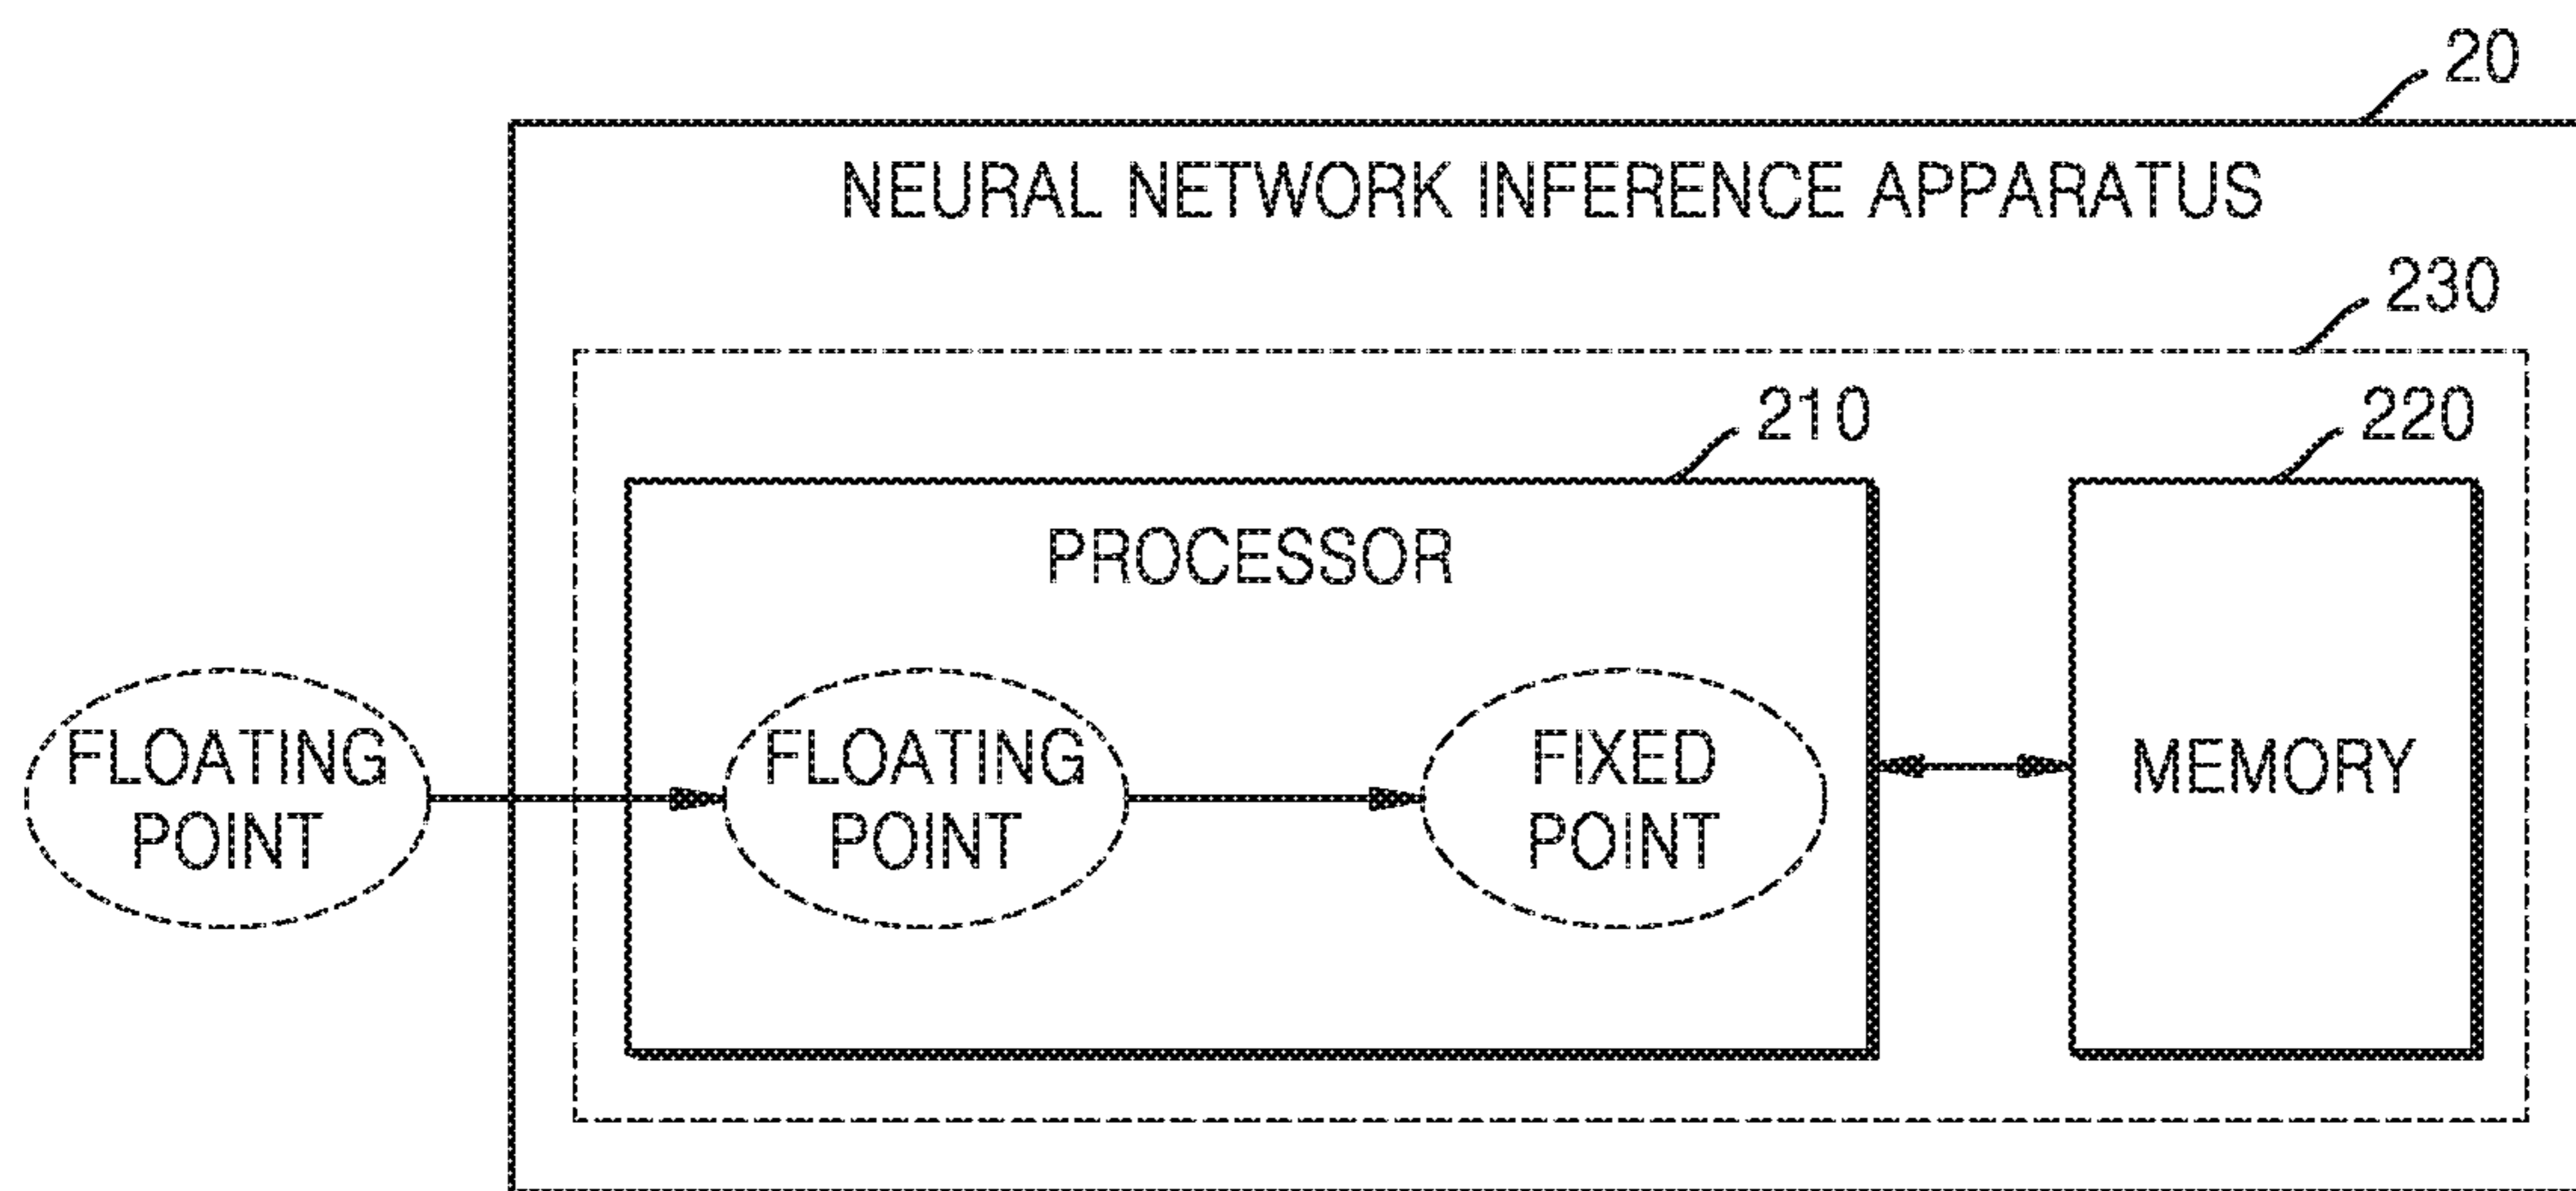 20
NEURAL NETWORK INFERENCE APPARATUS
230
210
220
PROCESSOR
FLOATING
POINT
FLOATING
POINT
FIXED
POINT
MEMORY